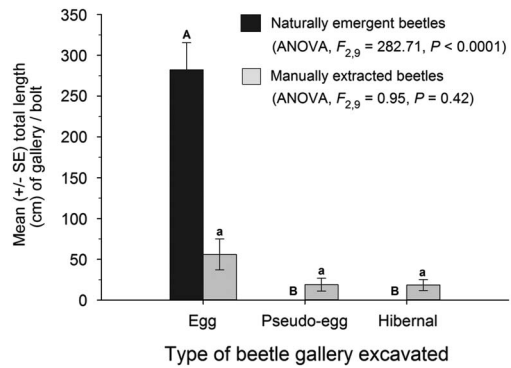 350
300
250
200
150
100
50
0
Mean (+/- SE) total length
(cm) of gallery / bolt
Naturally emergent beetles
(ANOVA, F2,9 = 282.71, P < 0.0001)
Manually extracted beetles
(ANOVA, F2,9 = 0.95, P = 0.42)
A
a
B
a
B
a
Egg
Pseudo-egg
Hibernal
Type of beetle gallery excavated